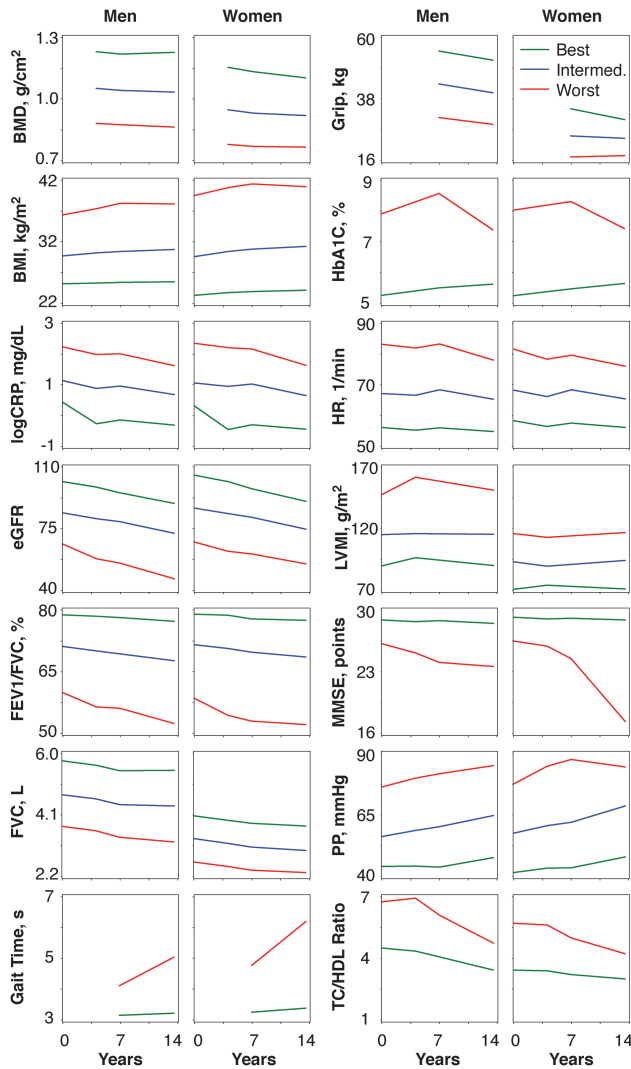 Men Women Men Women
BMD, g/cm2
1.3
1.0
0.7
Grip, kg
60
38
16
Best
Intermed.
Worst
BMI, kg/m2
42
32
22
HbA1C, %
9
7
5
logCRP, mg/dL
3
1
-1
HR, 1/min
90
70
50
eGFR
110
75
40
LVMI, g/m2
170
120
70
FEV1/FVC, %
80
65
50
MMSE, points
30
23
16
FVC, L
6.0
4.1
2.2
PP, mmHg
90
65
40
Gait Time, s
7
5
3
TC/HDL Ratio
7
4
1
0 7 14 0 7 14 0 7 14 0 7 14
Years Years Years Years